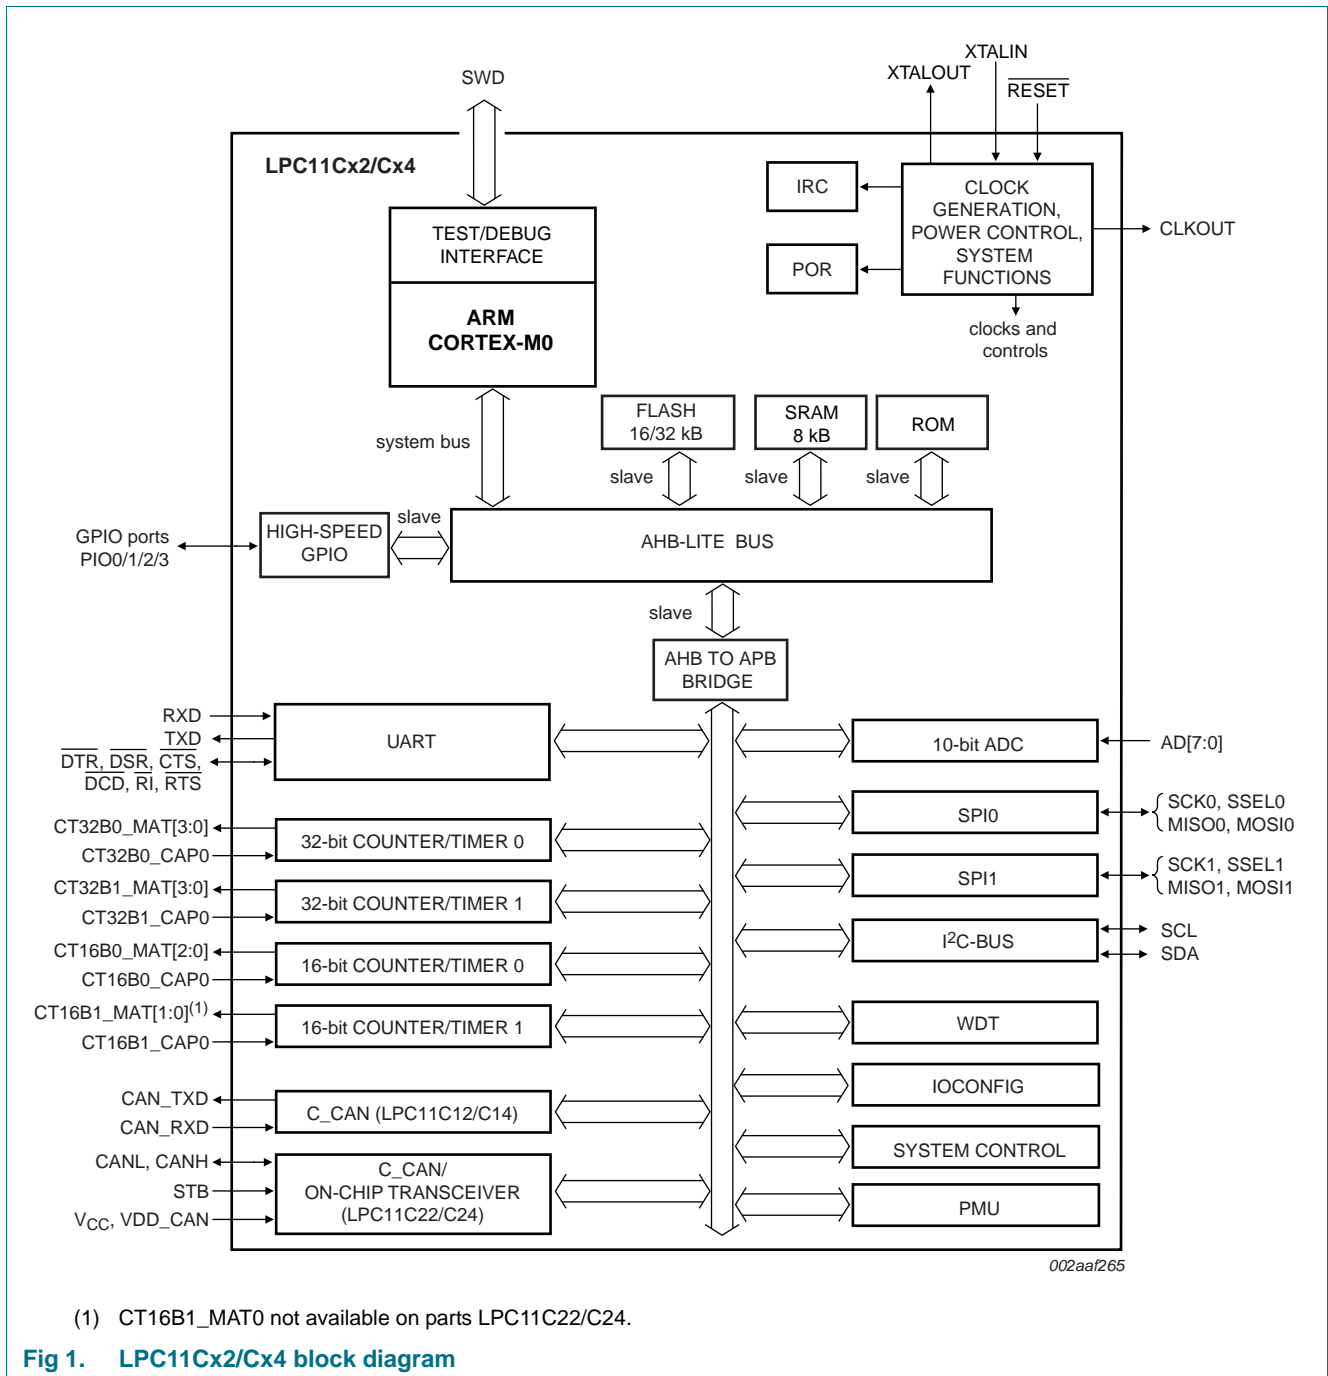 XTALIN
XTALOUT
SWD
RESET
LPC11Cx2/Cx4
TEST/DEBUG
INTERFACE
ARM
CORTEX-M0
IRC
POR
CLOCK
GENERATION,
POWER CONTROL,
SYSTEM
FUNCTIONS
CLKOUT
clocks and
controls
system bus
FLASH
16/32 kB
SRAM
8 kB
ROM
slave
slave
slave
GPIO ports
PIO0/1/2/3
HIGH-SPEED
GPIO
slave
AHB-LITE BUS
slave
AHB TO APB
BRIDGE
RXD
TXD
DTR, DSR, CTS,
DCD, RI, RTS
UART
10-bit ADC
AD[7:0]
CT32B0_MAT[3:0]
CT32B0_CAP0
32-bit COUNTER/TIMER 0
SPI0
SCK0, SSEL0
MISO0, MOSI0
CT32B1_MAT[3:0]
CT32B1_CAP0
32-bit COUNTER/TIMER 1
SPI1
SCK1, SSEL1
MISO1, MOSI1
CT16B0_MAT[2:0]
CT16B0_CAP0
16-bit COUNTER/TIMER 0
I2C-BUS
SCL
SDA
CT16B1_MAT[1:0](1)
CT16B1_CAP0
16-bit COUNTER/TIMER 1
WDT
IOCONFIG
CAN_TXD
CAN_RXD
C_CAN (LPC11C12/C14)
SYSTEM CONTROL
CANL, CANH
STB
VCC, VDD_CAN
C_CAN/
ON-CHIP TRANSCEIVER
(LPC11C22/C24)
PMU
002aaf265
(1) CT16B1_MAT0 not available on parts LPC11C22/C24.
Fig 1. LPC11Cx2/Cx4 block diagram